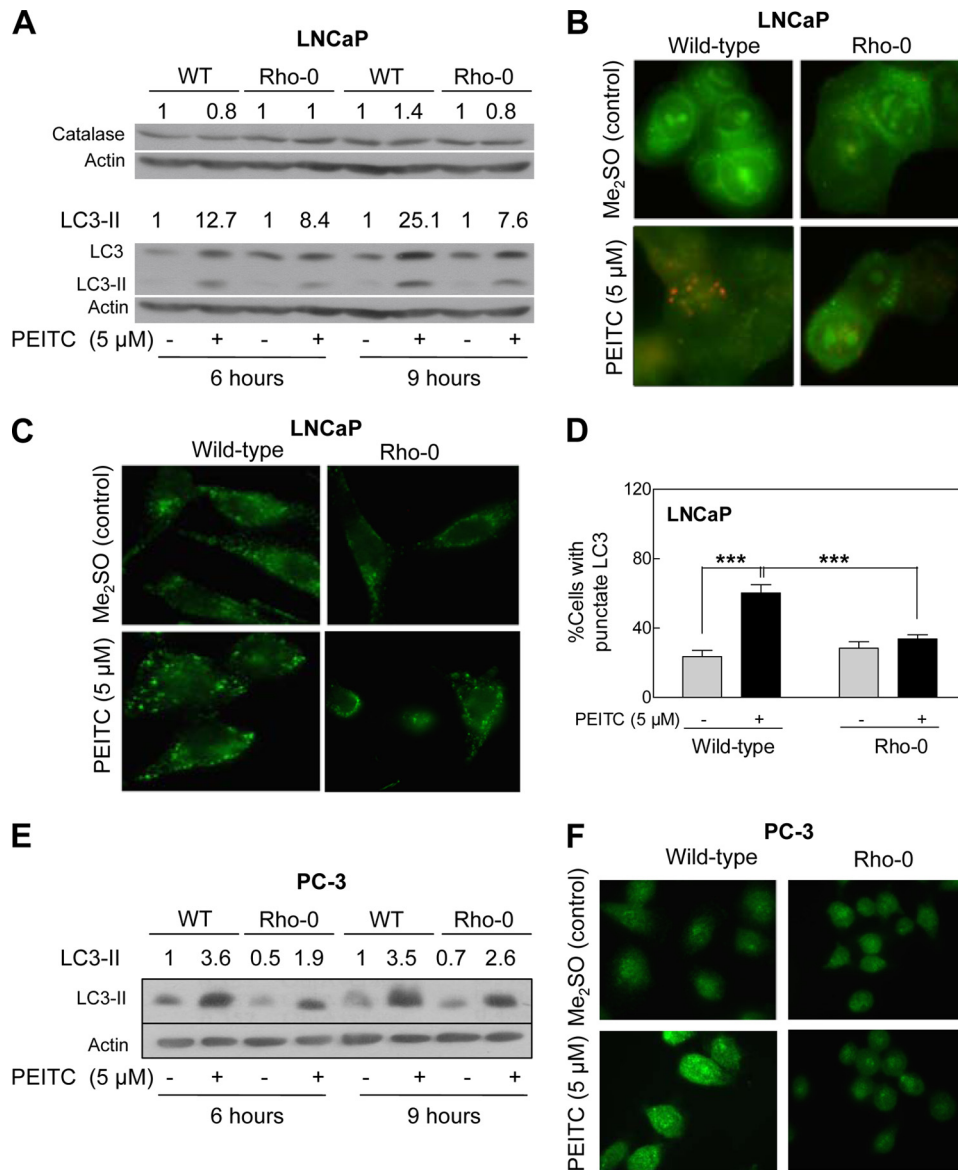 A
LNCaP
WT Rho-0 WT Rho-0
1 0.8 1 1 1 1.4 1 0.8
Catalase
Actin
LC3-II 1 12.7 1 8.4 1 25.1 1 7.6
LC3
LC3-II
Actin
PEITC (5 µM) - + - + - + - +
6 hours 9 hours
B
LNCaP
Wild-type Rho-0
Me₂SO (control)
PEITC (5 µM)
C
LNCaP
Wild-type Rho-0
Me₂SO (control)
PEITC (5 µM)
D
120
LNCaP
80
*** ***
%Cells with
punctate LC3
40
0
PEITC (5 µM) - + - +
Wild-type Rho-0
E
PC-3
WT Rho-0 WT Rho-0
LC3-II 1 3.6 0.5 1.9 1 3.5 0.7 2.6
LC3-II
Actin
PEITC (5 µM) - + - + - + - +
6 hours 9 hours
F
PC-3
Wild-type Rho-0
Me₂SO (control)
PEITC (5 µM)